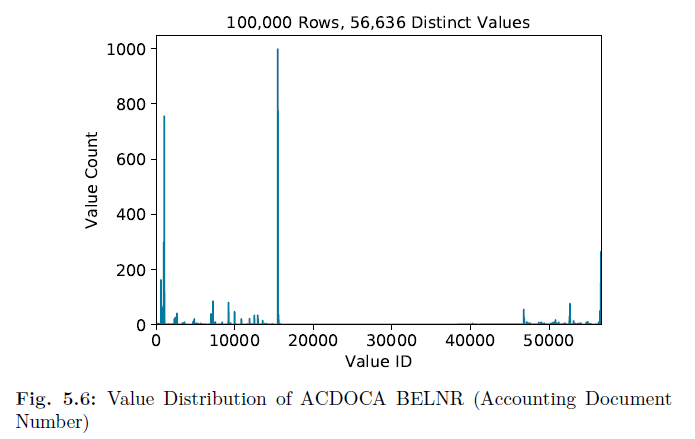 100,000 Rows, 56,636 Distinct Values
1000
800
600
400
200
0
Value Count
0 10000 20000 30000 40000 50000
Value ID
Fig. 5.6: Value Distribution of ACDOCA BELNR (Accounting Document
Number)